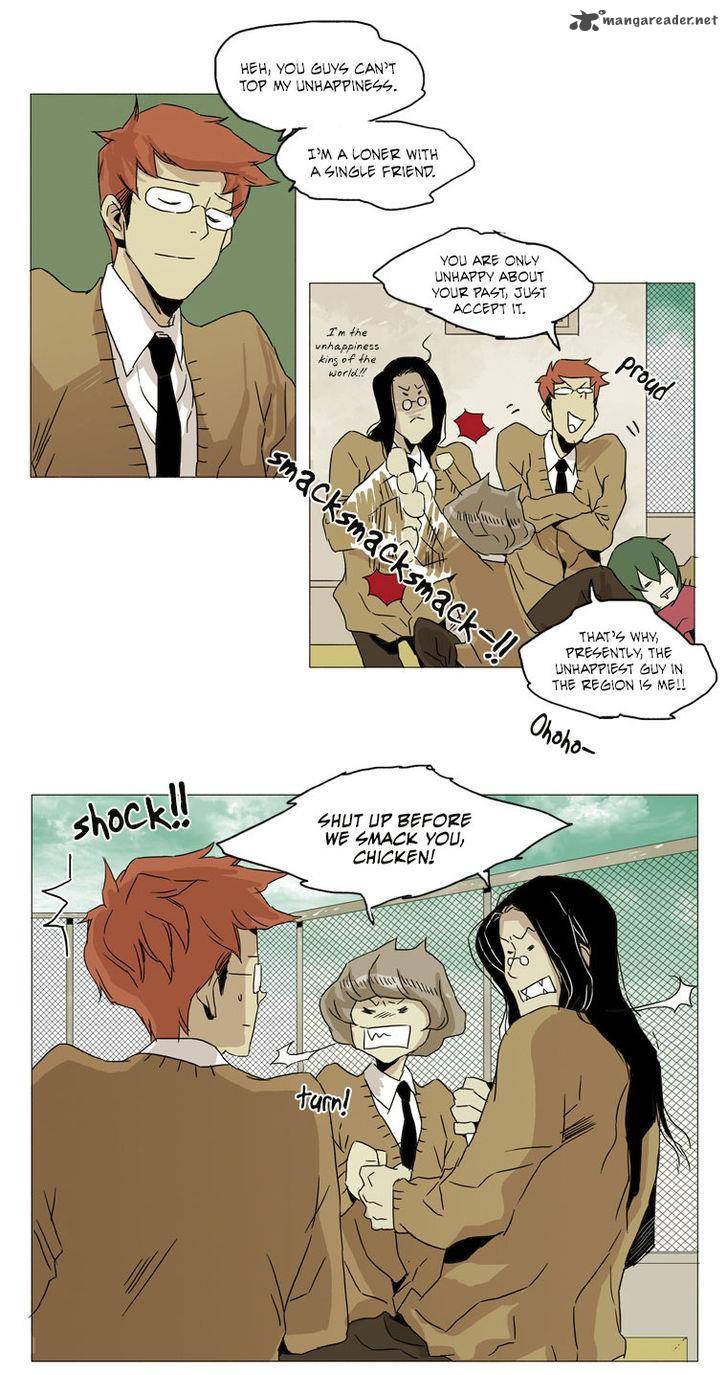 mangareader.net
HEH, YOU GUYS CAN'T
TOP MY UNHAPPINESS.
I'M A LONER WITH
A SINGLE FRIEND.
YOU ARE ONLY
UNHAPPY ABOUT
YOUR PAST, JUST
ACCEPT IT.
I'm the
unhappiness
king of the
world!!
proud
smacksmacksmacksmack-!!
THAT'S WHY,
PRESENTLY, THE
UNHAPPIEST GUY IN
THE REGION IS ME!!
Ohoho-
shock!!
SHUT UP BEFORE
WE SMACK YOU,
CHICKEN!
turn!